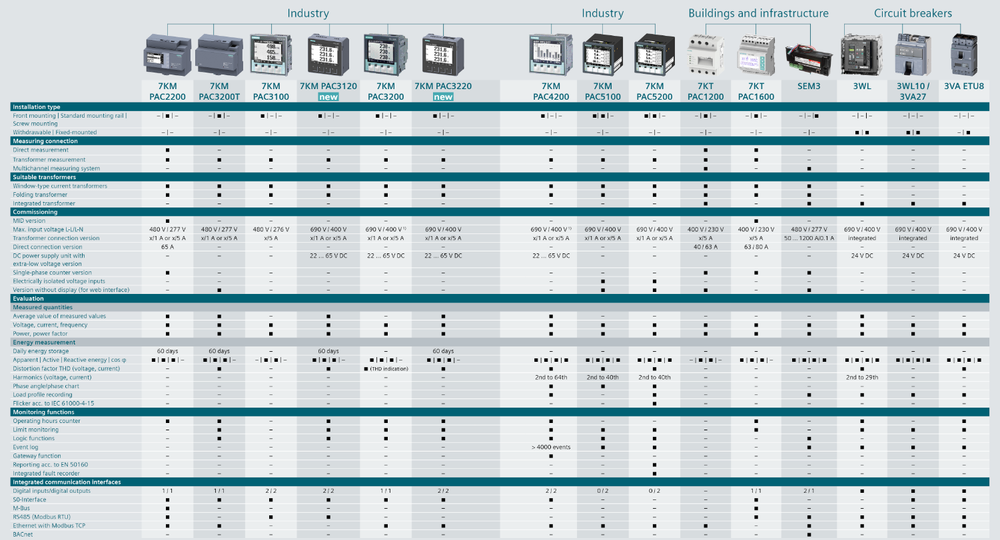 Industry Industry Buildings and infrastructure Circuit breakers
7KM 7KM 7KM 7KM PAC3120 7KM 7KM PAC3220 7KM 7KM 7KM 7KT 7KT SEM3 3WL 3WL10 / 3VA ETU8
PAC2200 PAC3200T PAC3100 new PAC3200 new PAC4200 PAC5100 PAC5200 PAC1200 PAC1600 3VA27
Installation type
Front mounting | Standard mounting rail | – | ■ | – – | ■ | – ■ | – | – ■ | – | – ■ | – | – ■ | – | – ■ | – | – ■ | ■ | – ■ | ■ | – – | ■ | – – | ■ | – – | – | ■ – | – | – – | – | – – | – | –
Screw mounting
Withdrawable | Fixed-mounted – | – – | – – | – – | – – | – – | – – | – – | – – | – – | – – | – – | – ■ | ■ ■ | ■ – | ■
Measuring connection
Direct measurement ■ – – – – – – – – ■ ■ – – – –
Transformer measurement ■ ■ ■ ■ ■ ■ ■ ■ ■ ■ ■ – – – –
Multichannel measuring system – – – – – – – – – ■ – ■ – – –
Suitable transformers
Window-type current transformers ■ ■ ■ ■ ■ ■ ■ ■ ■ ■ ■ ■ – – –
Folding transformer ■ ■ ■ ■ ■ ■ ■ ■ ■ ■ ■ ■ – – –
Integrated transformer – – – – – – – – – ■ – ■ ■ ■ ■
Commissioning
MID version ■ – – – – – – – – – ■ – – – –
Max. input voltage L-L/L-N 480 V / 277 V 480 V / 277 V 480 V / 276 V 690 V / 400 V 690 V / 400 V 1) 690 V / 400 V 690 V / 400 V 1) 690 V / 400 V 690 V / 400 V 400 V / 230 V 400 V / 230 V 480 V / 277 V 690 V / 400 V 690 V / 400 V 690 V / 400 V
Transformer connection version x/1 A or x/5 A x/1 A or x/5 A x/5 A x/1 A or x/5 A x/1 A or x/5 A x/1 A or x/5 A x/1 A or x/5 A x/1 A or x/5 A x/1 A or x/5 A x/5 A x/5 A 50 ... 1200 A/0.1 A integrated integrated integrated
Direct connection version 65 A – – – – – – – – 40 / 63 A 63 / 80 A – – – –
DC power supply unit with – – – 22 ... 65 V DC 22 ... 65 V DC 22 ... 65 V DC 22 ... 65 V DC – – – – – 24 V DC 24 V DC 24 V DC
extra-low voltage version
Single-phase counter version ■ – – – – – – – – ■ ■ ■ – – –
Electrically isolated voltage inputs – – – – – – – ■ ■ – – – – – –
Version without display (for web interface) – ■ – – – – – ■ ■ ■ – ■ – – –
Evaluation
Measured quantities
Average value of measured values ■ ■ – ■ – ■ ■ – – – – – ■ – –
Voltage, current, frequency ■ ■ ■ ■ ■ ■ ■ ■ ■ ■ ■ ■ ■ ■ ■
Power, power factor ■ ■ ■ ■ ■ ■ ■ ■ ■ ■ ■ ■ ■ ■ ■
Energy measurement
Daily energy storage 60 days 60 days – 60 days – 60 days – – – – – – – – –
Apparent | Active | Reactive energy | cos φ ■ | ■ | ■ | – ■ | ■ | ■ | – – | ■ | ■ | – ■ | ■ | ■ | – ■ | ■ | ■ | – ■ | ■ | ■ | – ■ | ■ | ■ | ■ ■ | ■ | ■ | ■ ■ | ■ | ■ | ■ – | ■ | ■ | – ■ | ■ | ■ | – ■ | ■ | ■ | ■ ■ | ■ | ■ | ■ ■ | ■ | ■ | ■ ■ | ■ | ■ | ■
Distortion factor THD (voltage, current) – ■ – ■ ■ (THD indication) ■ ■ ■ ■ – – – ■ – ■
Harmonics (voltage, current) – – – – – – 2nd to 64th 2nd to 40th 2nd to 40th – – – 2nd to 29th – –
Phase angle/phase chart – – – – – – ■ ■ ■ – – – – – –
Load profile recording – – – – – – ■ – ■ – – ■ ■ ■ ■
Flicker acc. to IEC 61000-4-15 – – – – – – – – ■ – – – – – –
Monitoring functions
Operating hours counter ■ ■ – ■ ■ ■ ■ – – – ■ – ■ – ■
Limit monitoring – ■ – ■ ■ ■ ■ ■ ■ – ■ – ■ ■ ■
Logic functions – ■ – ■ ■ ■ ■ ■ ■ – – ■ – – –
Event log – – – – – – > 4000 events ■ ■ – – ■ ■ ■ ■
Gateway function – – – – – – ■ – – – – – – – –
Reporting acc. to EN 50160 – – – – – – – – ■ – – – – – –
Integrated fault recorder – – – – – – – – ■ – – – – – –
Integrated communication interfaces
Digital inputs/digital outputs 1 / 1 1 / 1 2 / 2 2 / 2 1 / 1 2 / 2 2 / 2 0 / 2 0 / 2 – 1 / 1 2 / 1 ■ ■ ■
S0-Interface ■ ■ ■ ■ ■ ■ ■ – – – ■ – – ■ ■
M-Bus ■ – – – – – – – – – ■ – – – –
RS485 (Modbus RTU) ■ – ■ ■ – – – – – – ■ ■ ■ ■ ■
Ethernet with Modbus TCP ■ ■ – – ■ ■ ■ ■ ■ ■ – ■ ■ ■ ■
BACnet – – – – – – – – – – – ■ – – –